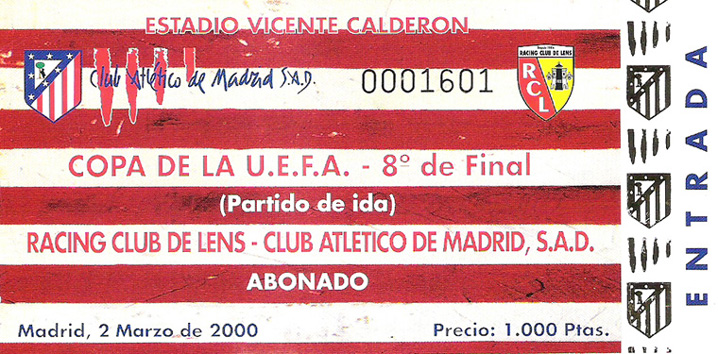 ESTADIO VICENTE CALDERON
Club Atlético de Madrid S.A.D.
0001601
RACING CLUB DE LENS
RCL
COPA DE LA U.E.F.A. - 8º de Final
(Partido de ida)
RACING CLUB DE LENS - CLUB ATLETICO DE MADRID, S.A.D.
ABONADO
Madrid, 2 Marzo de 2000
Precio: 1.000 Ptas.
ENTRADA